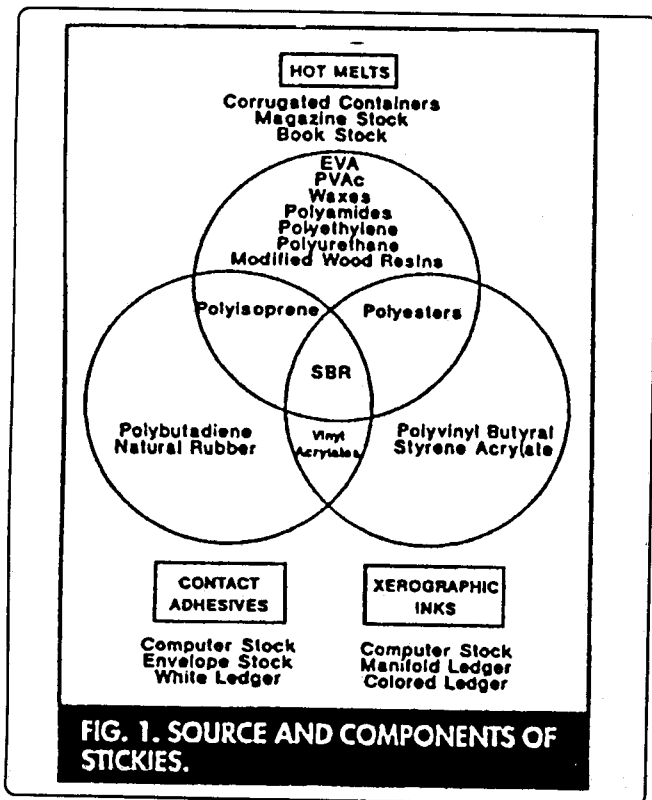 HOT MELTS
Corrugated Containers
Magazine Stock
Book Stock
EVA
PVAc
Waxes
Polyamides
Polyethylene
Polyurethane
Modified Wood Resins
Polyisoprene
Polyesters
SBR
Polybutadiene
Natural Rubber
Vinyl
Acrylates
Polyvinyl Butyral
Styrene Acrylate
CONTACT
ADHESIVES
Computer Stock
Envelope Stock
White Ledger
XEROGRAPHIC
INKS
Computer Stock
Manifold Ledger
Colored Ledger
FIG. 1. SOURCE AND COMPONENTS OF
STICKIES.